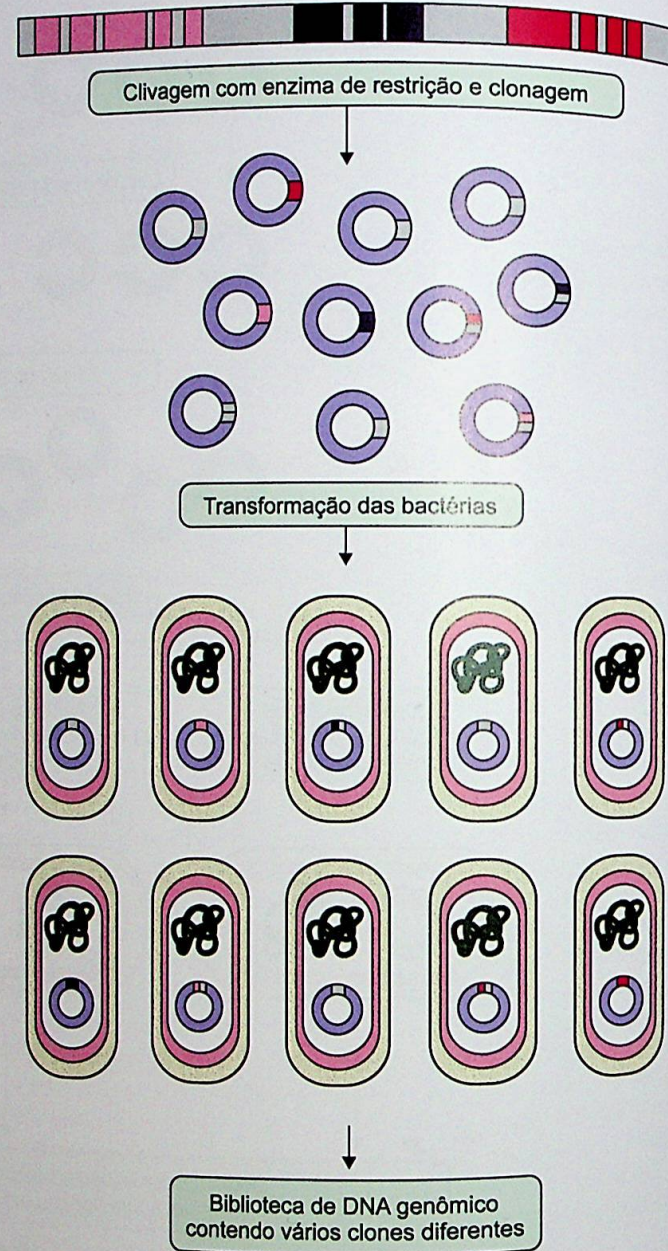 Clivagem com enzima de restrição e clonagem
Transformação das bactérias
Biblioteca de DNA genômico
contendo vários clones diferentes